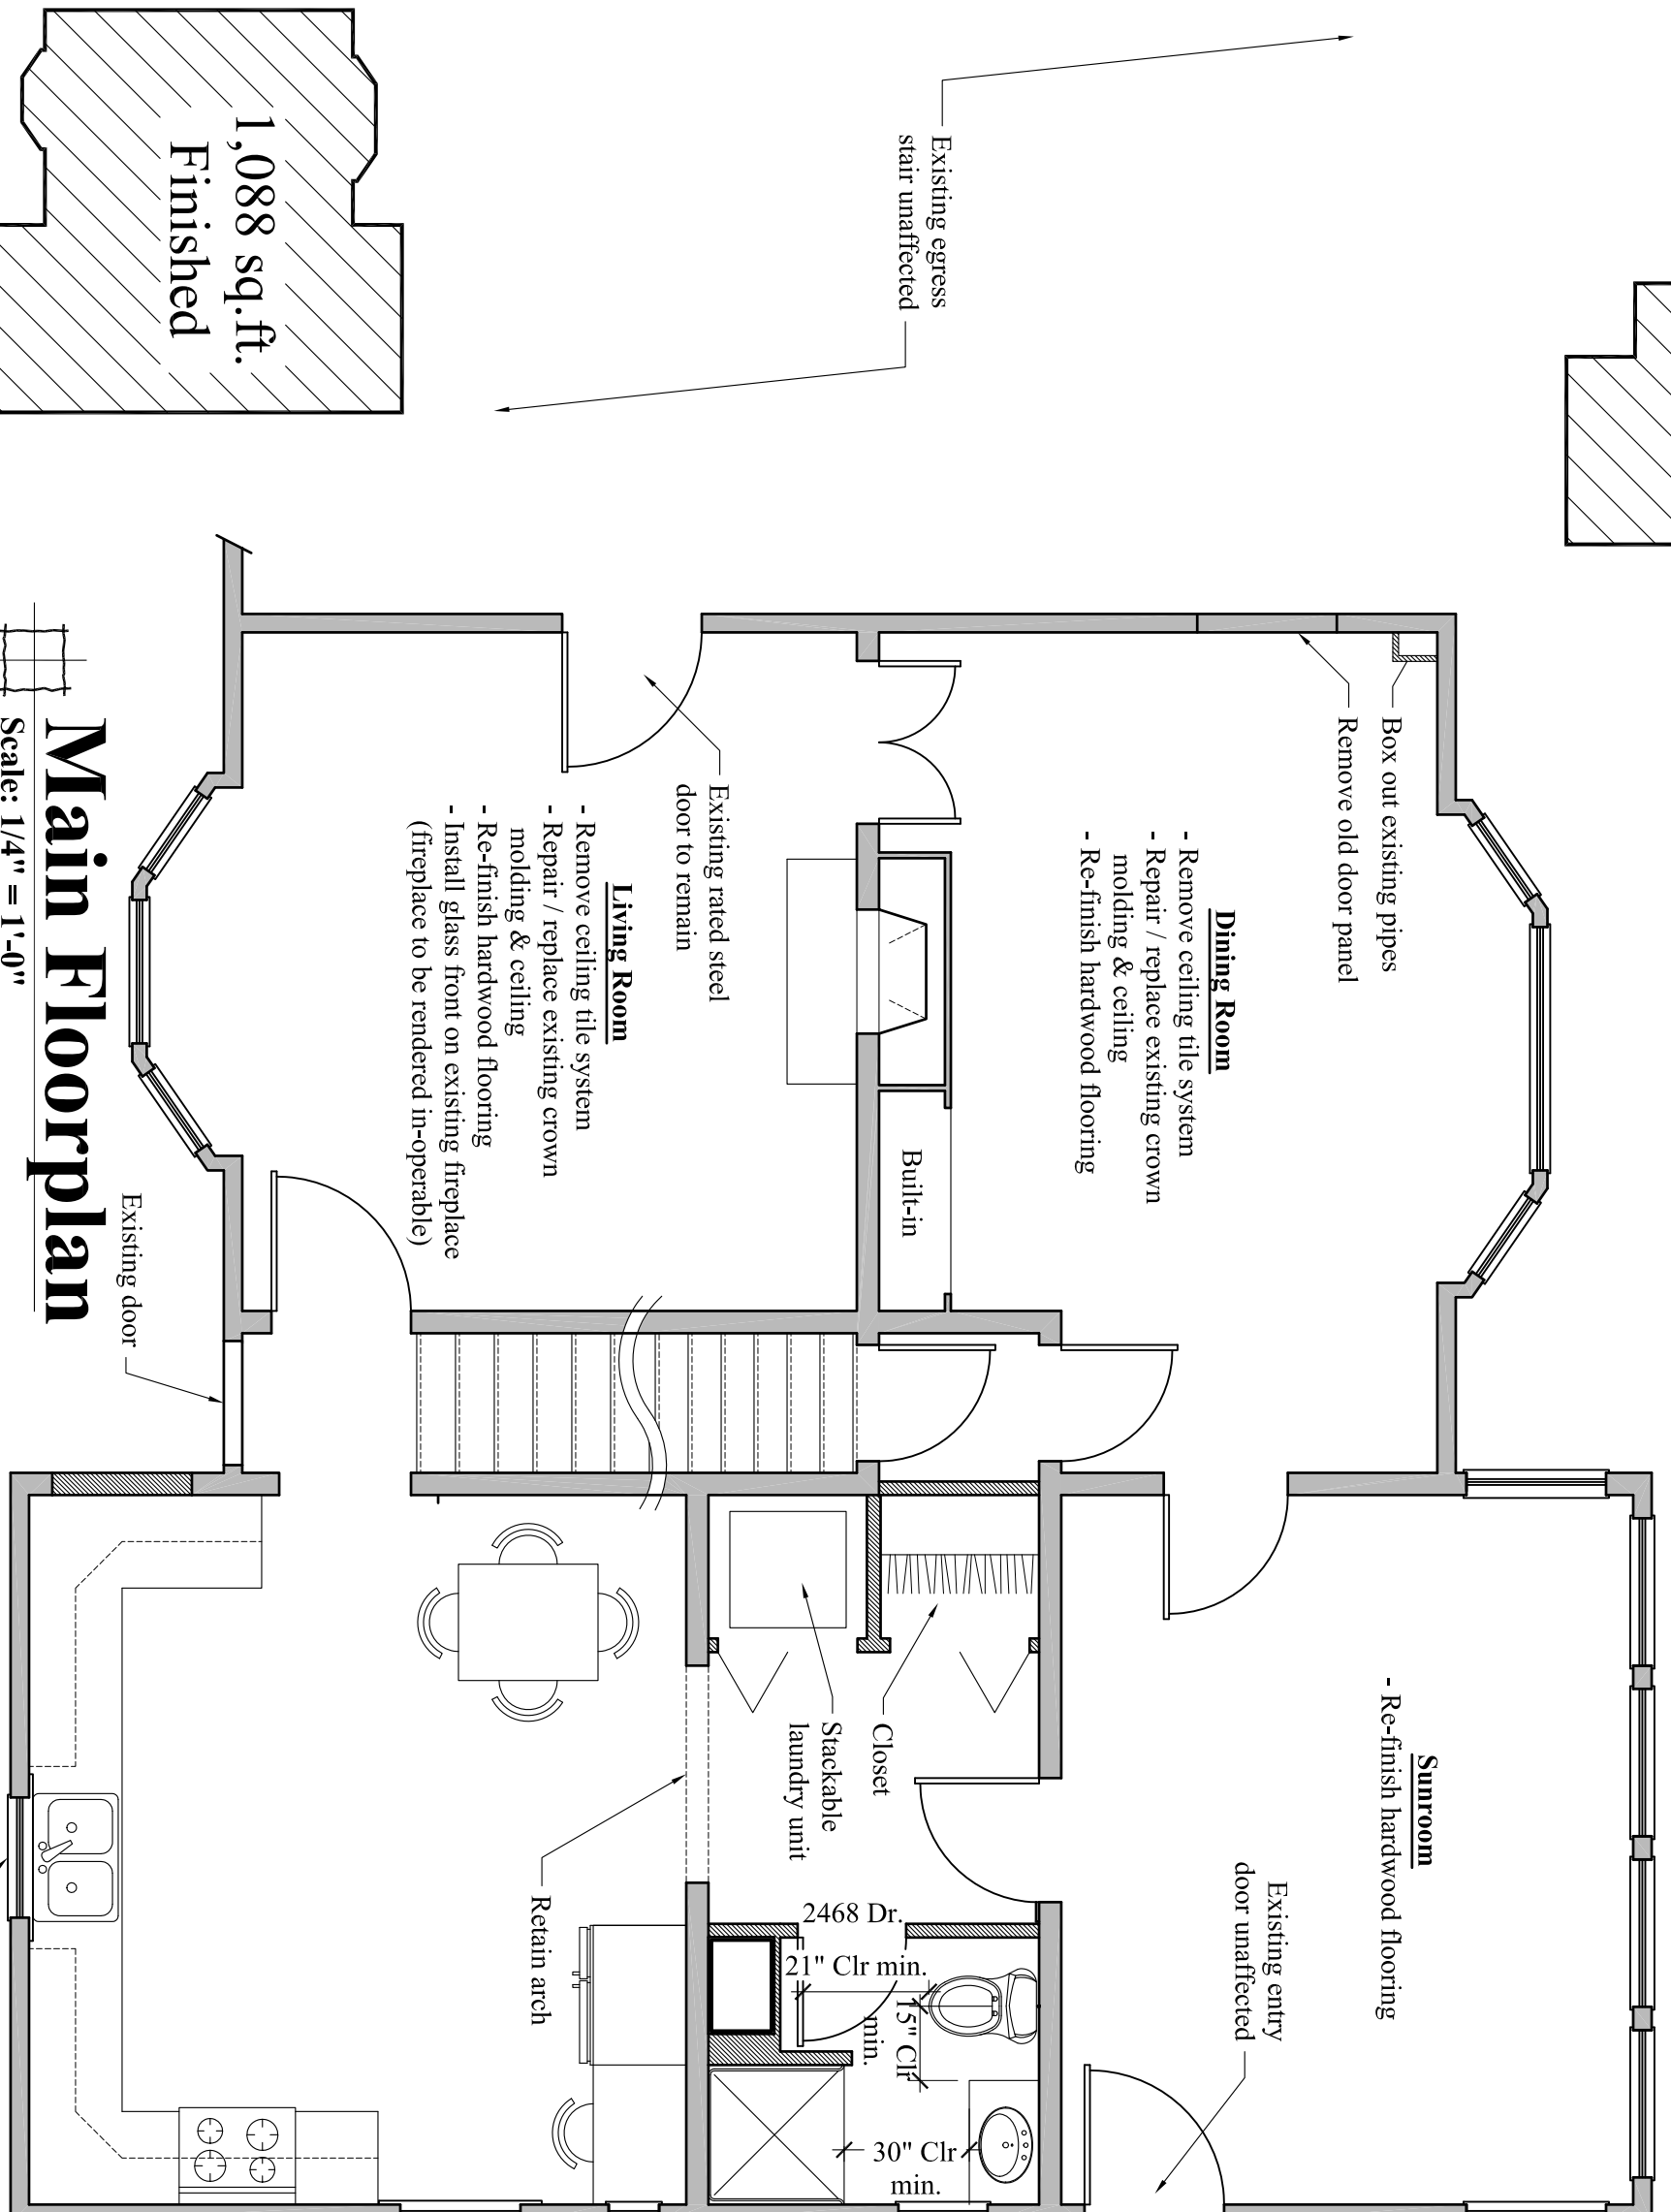 Existing egress
stair unaffected
1,088 sq.ft.
Finished
Box out existing pipes
Remove old door panel
Dining Room
- Remove ceiling tile system
- Repair / replace existing crown
molding & ceiling
- Re-finish hardwood flooring
Built-in
Existing rated steel
door to remain
Living Room
- Remove ceiling tile system
- Repair / replace existing crown
molding & ceiling
- Re-finish hardwood flooring
- Install glass front on existing fireplace
(fireplace to be rendered in-operable)
Main Floorplan
Scale: 1/4" = 1'-0"
Existing door
Sunroom
- Re-finish hardwood flooring
Existing entry
door unaffected
Closet
Stackable
laundry unit
Retain arch
2468 Dr.
21" Clr min.
15" Clr
min.
30" Clr
min.